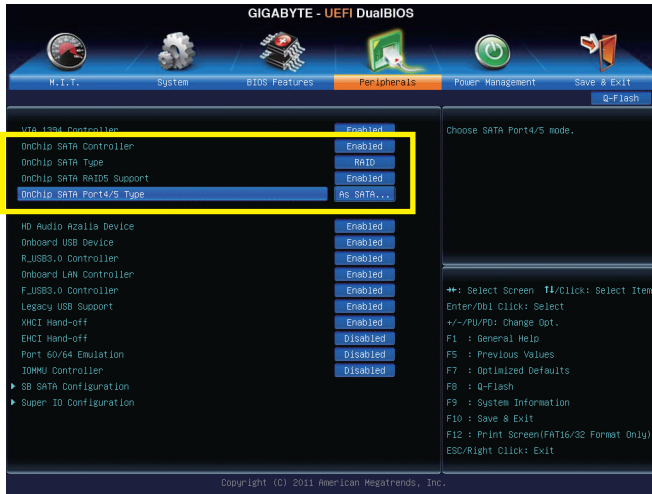 GIGABYTE - UEFI DualBIOS
M.I.T. System BIOS Features Peripherals Power Management Save & Exit
Q-Flash
VIA 1394 Controller Enabled
OnChip SATA Controller Enabled
OnChip SATA Type RAID
OnChip SATA RAID5 Support Enabled
OnChip SATA Port4/5 Type As SATA...
HD Audio Azalia Device Enabled
Onboard USB Device Enabled
R_USB3.0 Controller Enabled
Onboard LAN Controller Enabled
F_USB3.0 Controller Enabled
Legacy USB Support Enabled
XHCI Hand-off Enabled
EHCI Hand-off Disabled
Port 60/64 Emulation Disabled
IOMMU Controller Disabled
SB SATA Configuration
Super IO Configuration
Choose SATA Port4/5 mode.
→←: Select Screen ↑↓/Click: Select Item
Enter/Dbl Click: Select
+/-/PU/PD: Change Opt.
F1 : General Help
F5 : Previous Values
F7 : Optimized Defaults
F8 : Q-Flash
F9 : System Information
F10 : Save & Exit
F12 : Print Screen(FAT16/32 Format Only)
ESC/Right Click: Exit
Copyright (C) 2011 American Megatrends, Inc.